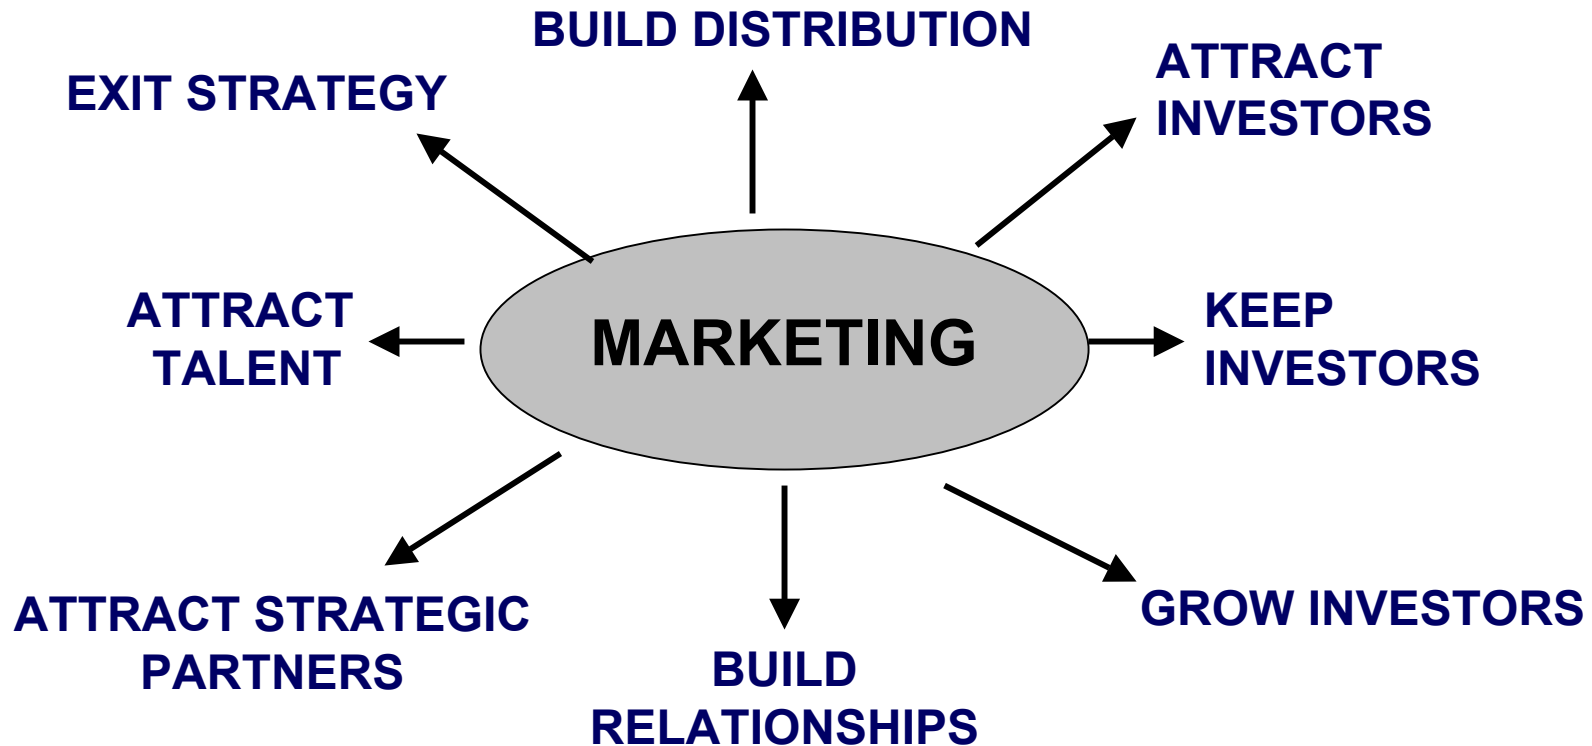 BUILD DISTRIBUTION
EXIT STRATEGY
ATTRACT
INVESTORS
ATTRACT
TALENT
MARKETING
KEEP
INVESTORS
ATTRACT STRATEGIC
PARTNERS
BUILD
RELATIONSHIPS
GROW INVESTORS